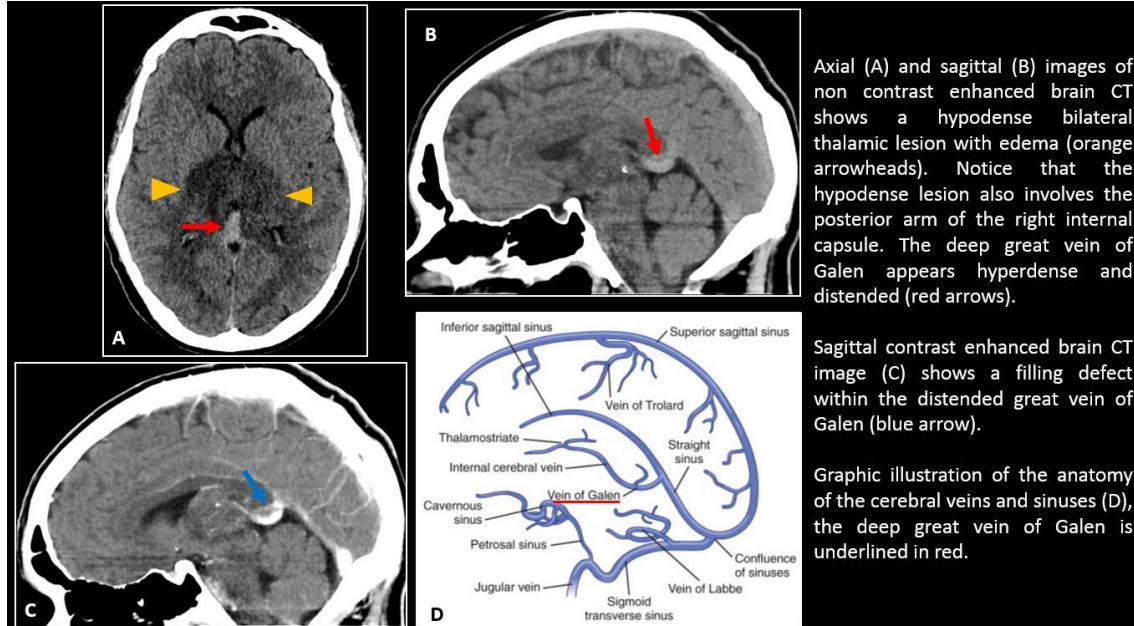 A
B
Inferior sagittal sinus
Superior sagittal sinus
Vein of Trolard
Thalamostriate
Straight
sinus
Internal cerebral vein
Vein of Galen
Cavernous
sinus
Petrosal sinus
Confluence
of sinuses
Vein of Labbe
Jugular vein
Sigmoid
transverse sinus
C
D
Axial (A) and sagittal (B) images of
non contrast enhanced brain CT
shows a hypodense bilateral
thalamic lesion with edema (orange
arrowheads). Notice that the
hypodense lesion also involves the
posterior arm of the right internal
capsule. The deep great vein of
Galen appears hyperdense and
distended (red arrows).
Sagittal contrast enhanced brain CT
image (C) shows a filling defect
within the distended great vein of
Galen (blue arrow).
Graphic illustration of the anatomy
of the cerebral veins and sinuses (D),
the deep great vein of Galen is
underlined in red.